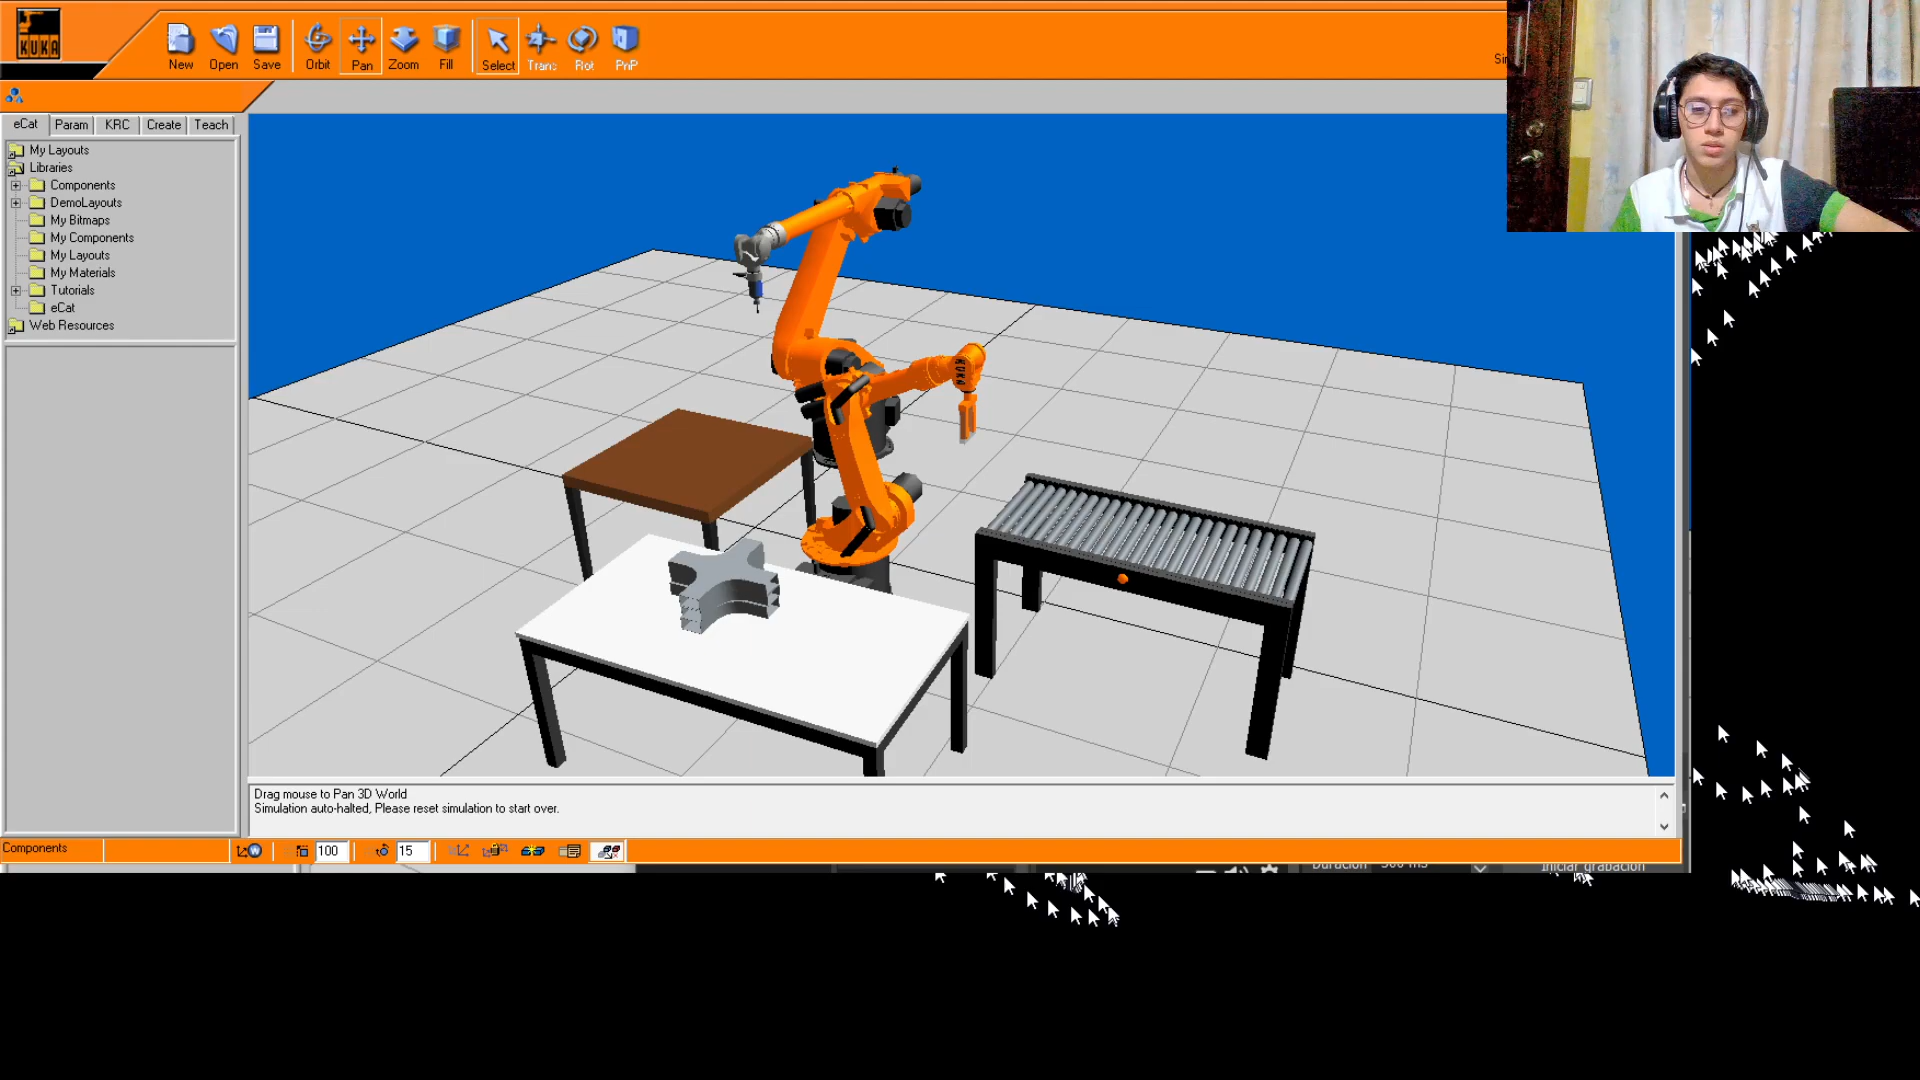 KUKA
New Open Save Orbit Pan Zoom Fill Select Trans Rot PnP
eCat Param KRC Create Teach
My Layouts
Libraries
Components
DemoLayouts
My Bitmaps
My Components
My Layouts
My Materials
Tutorials
eCat
Web Resources
KUKA
Drag mouse to Pan 3D World
Simulation auto-halted, Please reset simulation to start over.
Components 100 15